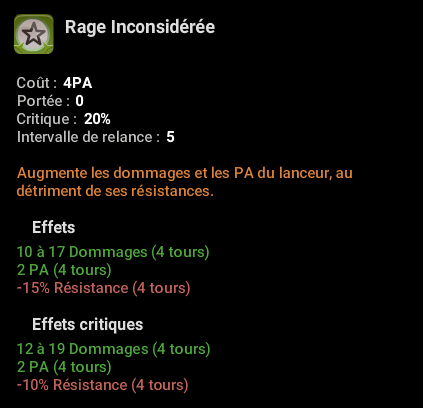 Rage Inconsidérée
Coût : 4PA
Portée : 0
Critique : 20%
Intervalle de relance : 5
Augmente les dommages et les PA du lanceur, au
détriment de ses résistances.
Effets
10 à 17 Dommages (4 tours)
2 PA (4 tours)
-15% Résistance (4 tours)
Effets critiques
12 à 19 Dommages (4 tours)
2 PA (4 tours)
-10% Résistance (4 tours)